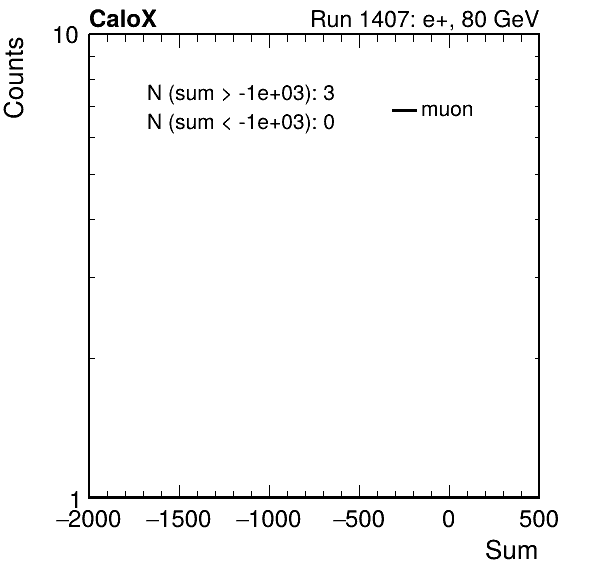 CaloX Run 1407: e+, 80 GeV
Counts
10
N (sum > -1e+03): 3
N (sum < -1e+03): 0
muon
1
−2000 −1500 −1000 −500 0 500
Sum